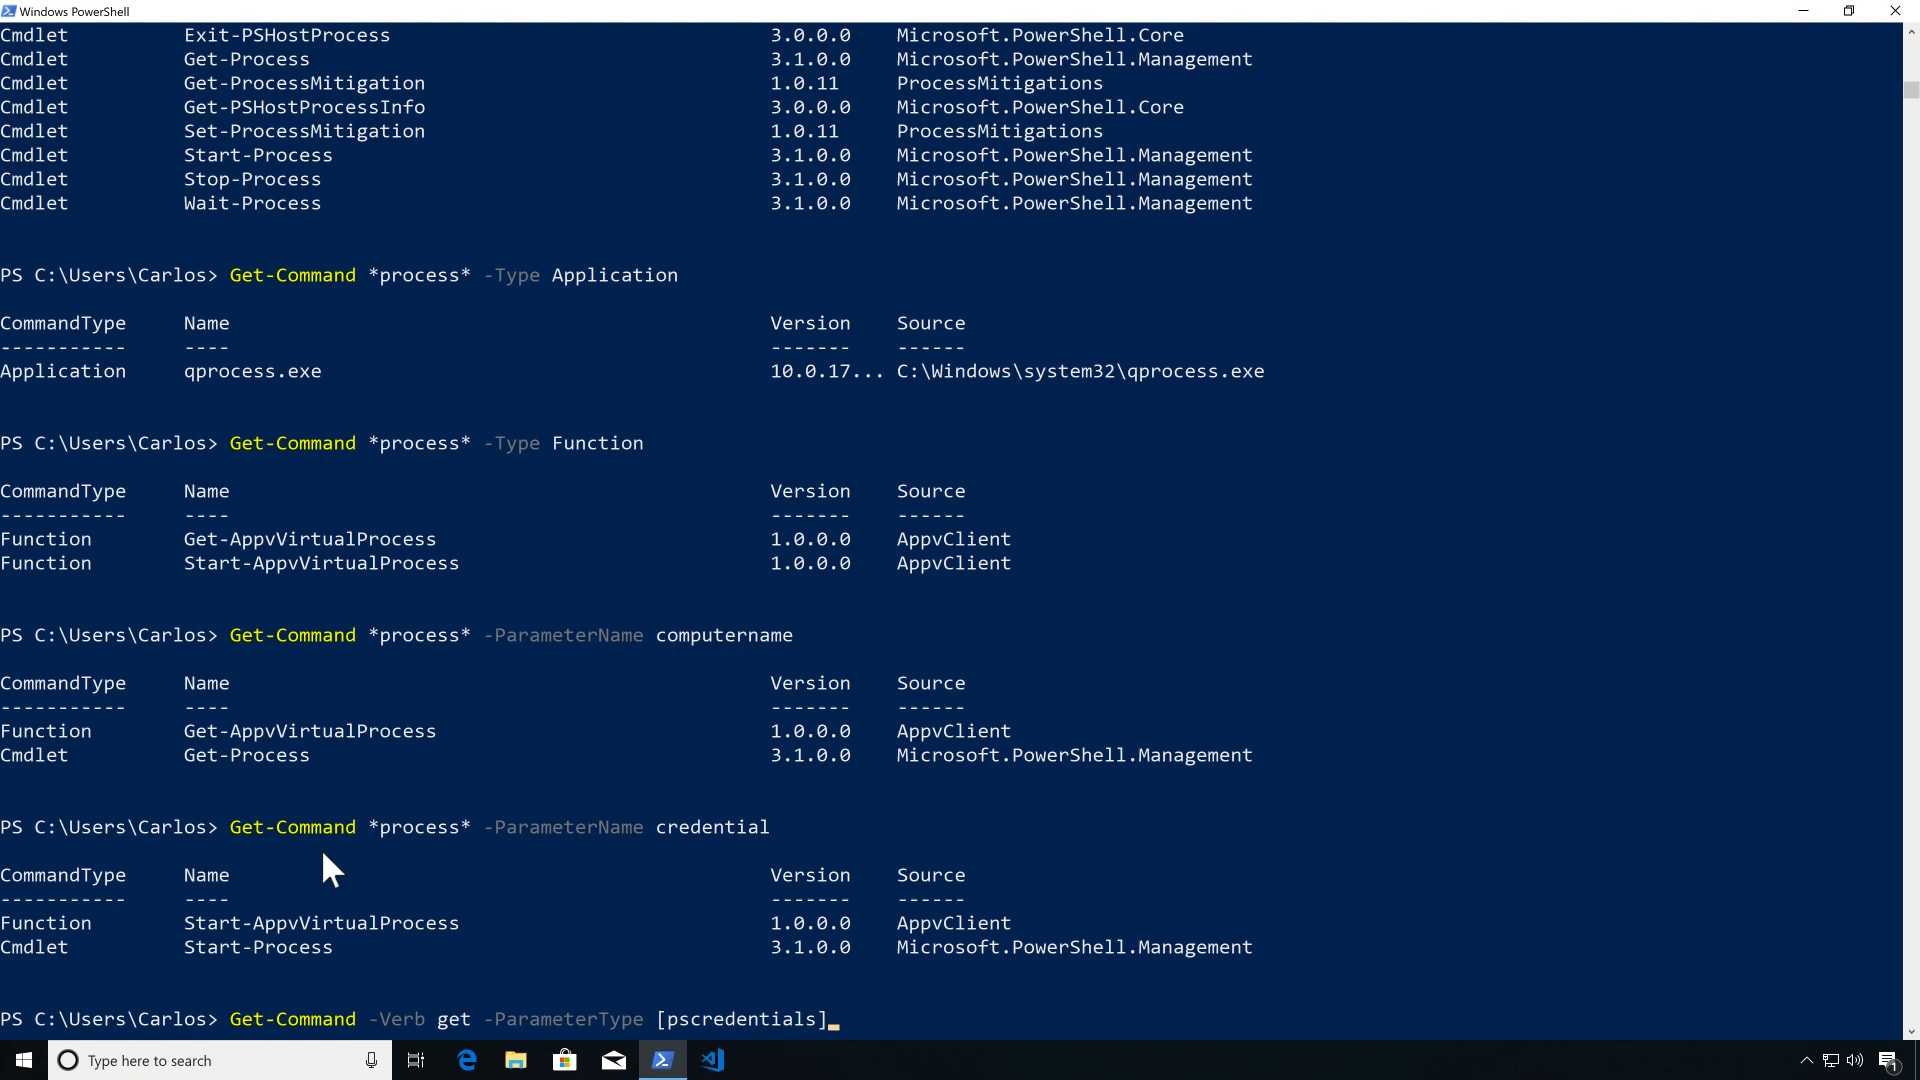 Windows PowerShell
Cmdlet Exit-PSHostProcess 3.0.0.0 Microsoft.PowerShell.Core
Cmdlet Get-Process 3.1.0.0 Microsoft.PowerShell.Management
Cmdlet Get-ProcessMitigation 1.0.11 ProcessMitigations
Cmdlet Get-PSHostProcessInfo 3.0.0.0 Microsoft.PowerShell.Core
Cmdlet Set-ProcessMitigation 1.0.11 ProcessMitigations
Cmdlet Start-Process 3.1.0.0 Microsoft.PowerShell.Management
Cmdlet Stop-Process 3.1.0.0 Microsoft.PowerShell.Management
Cmdlet Wait-Process 3.1.0.0 Microsoft.PowerShell.Management
PS C:\Users\Carlos> Get-Command *process* -Type Application
CommandType Name Version Source
----------- ---- ------- ------
Application qprocess.exe 10.0.17... C:\Windows\system32\qprocess.exe
PS C:\Users\Carlos> Get-Command *process* -Type Function
CommandType Name Version Source
----------- ---- ------- ------
Function Get-AppvVirtualProcess 1.0.0.0 AppvClient
Function Start-AppvVirtualProcess 1.0.0.0 AppvClient
PS C:\Users\Carlos> Get-Command *process* -ParameterName computername
CommandType Name Version Source
----------- ---- ------- ------
Function Get-AppvVirtualProcess 1.0.0.0 AppvClient
Cmdlet Get-Process 3.1.0.0 Microsoft.PowerShell.Management
PS C:\Users\Carlos> Get-Command *process* -ParameterName credential
CommandType Name Version Source
----------- ---- ------- ------
Function Start-AppvVirtualProcess 1.0.0.0 AppvClient
Cmdlet Start-Process 3.1.0.0 Microsoft.PowerShell.Management
PS C:\Users\Carlos> Get-Command -Verb get -ParameterType [pscredentials]
Type here to search
1